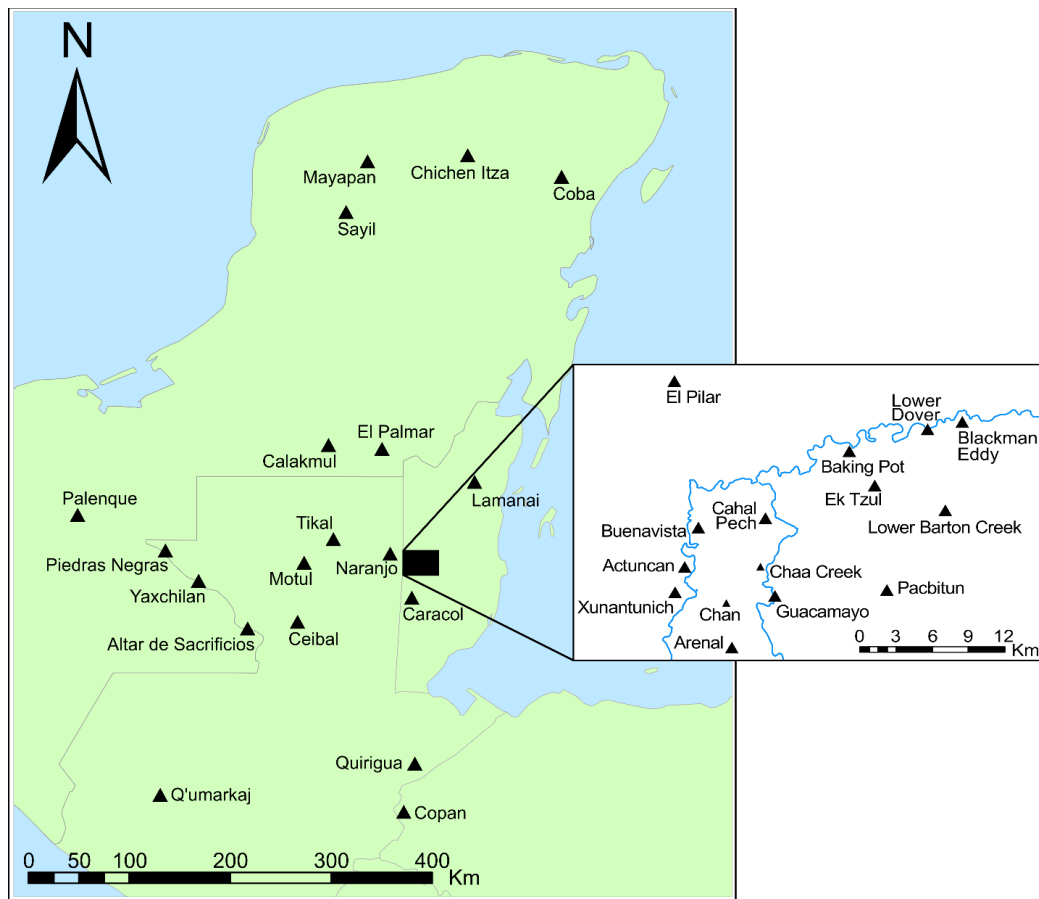 N
Mayapan
Chichen Itza
Coba
Sayil
El Palmar
Calakmul
Lamanai
Palenque
Tikal
Piedras Negras
Motul
Naranjo
Yaxchilan
Caracol
Altar de Sacrificios
Ceibal
Quirigua
Q'umarkaj
Copan
0 50 100 200 300 400
Km
El Pilar
Lower
Dover
Blackman
Eddy
Baking Pot
Ek Tzul
Cahal
Pech
Lower Barton Creek
Buenavista
Actuncan
Chaa Creek
Xunantunich
Chan
Guacamayo
Pacbitun
Arenal
0 3 6 9 12
Km